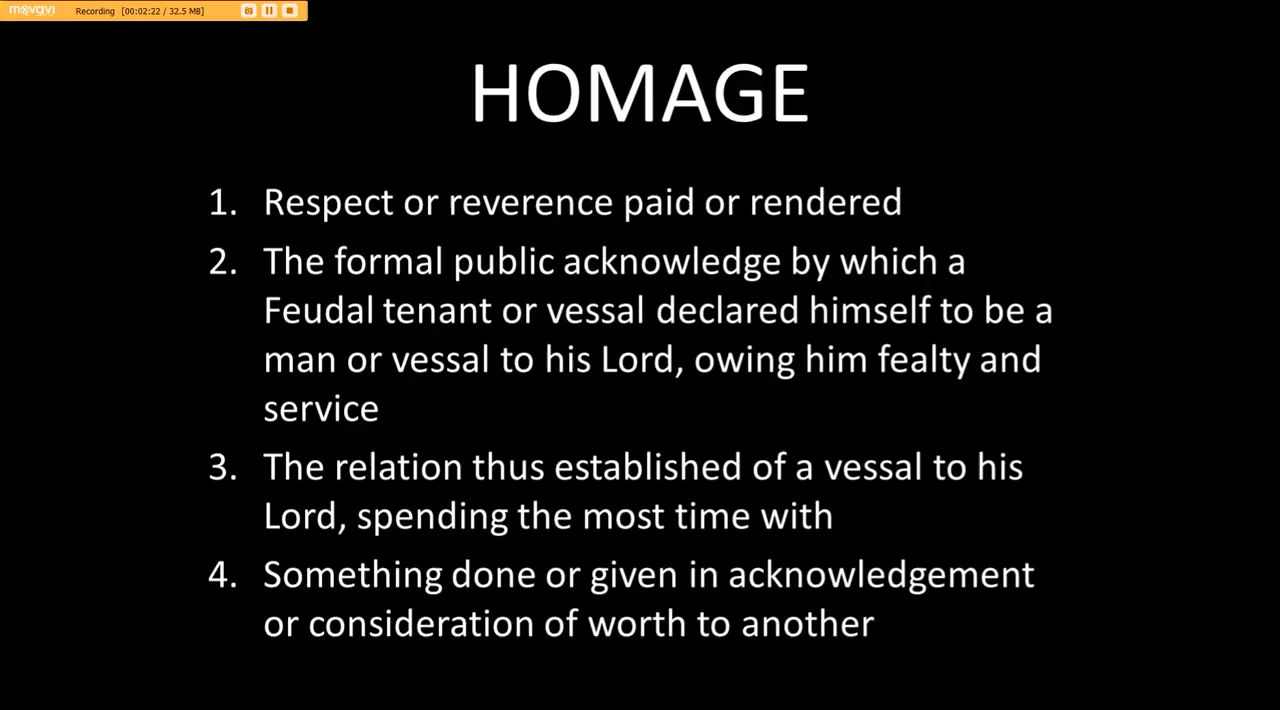 movavi Recording [00:02:22 / 32.5 MB]
HOMAGE
1. Respect or reverence paid or rendered
2. The formal public acknowledge by which a
Feudal tenant or vessal declared himself to be a
man or vessal to his Lord, owing him fealty and
service
3. The relation thus established of a vessal to his
Lord, spending the most time with
4. Something done or given in acknowledgement
or consideration of worth to another